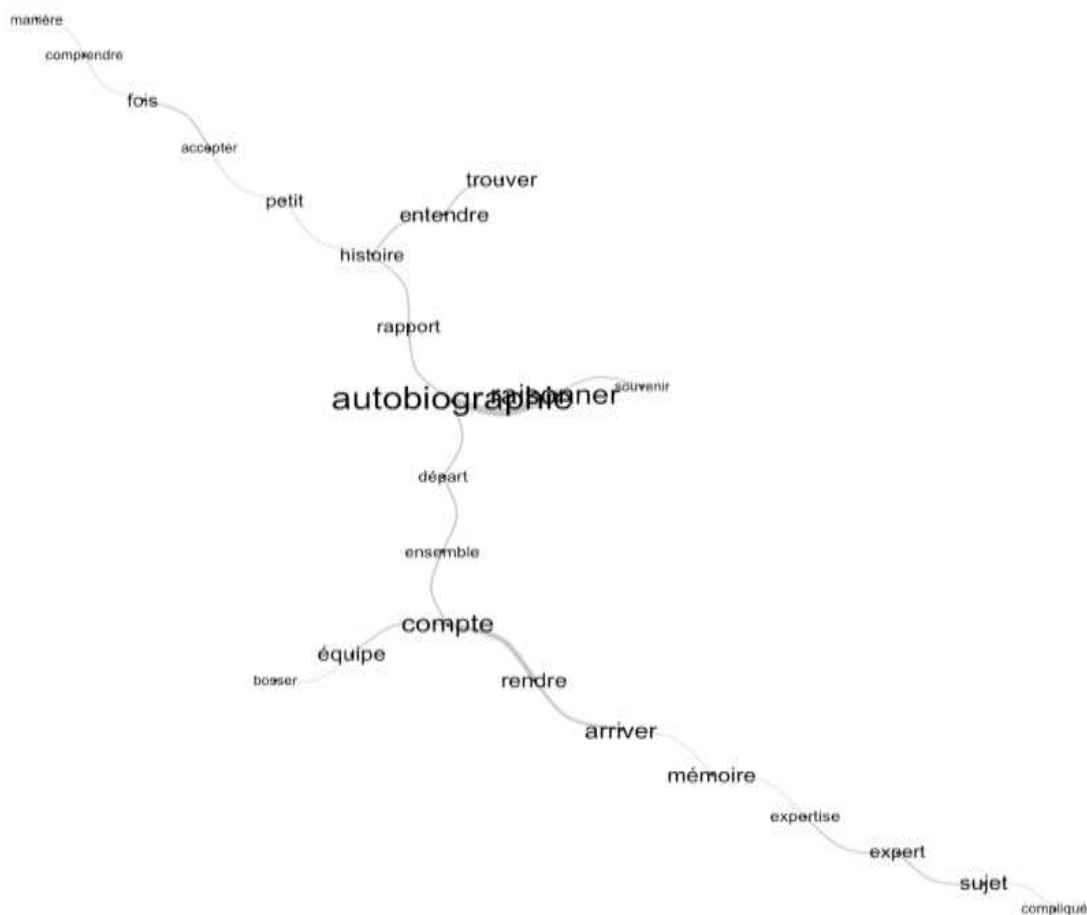 manière
comprendre
fois
accepter
trouver
petit
entendre
histoire
rapport
souvenir
autobiographie
raisonner
départ
ensemble
compte
équipe
bosser
rendre
arriver
mémoire
expertise
expert
sujet
compliqué